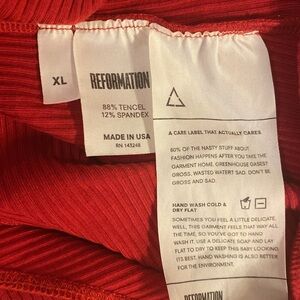 XL
REFORMATION
88% TENCEL
12% SPANDEX
MADE IN USA
RN 143248
A CARE LABEL THAT ACTUALLY CARES
60% OF THE NASTY STUFF ABOUT
FASHION HAPPENS AFTER YOU TAKE THE
GARMENT HOME. GREENHOUSE GASES?
GROSS. WASTED WATER? SAD. DON'T BE
GROSS AND SAD.
HAND WASH COLD &
DRY FLAT
SOMETIMES YOU FEEL A LITTLE DELICATE.
WELL, THIS GARMENT FEELS THAT WAY ALL
THE TIME, SO YOU'VE GOT TO HAND
WASH IT. USE A DELICATE SOAP AND LAY
FLAT TO DRY TO KEEP THIS BABY LOOKING
ITS BEST. HAND WASHING IS ALSO BETTER
FOR THE ENVIRONMENT.
REFORMATION